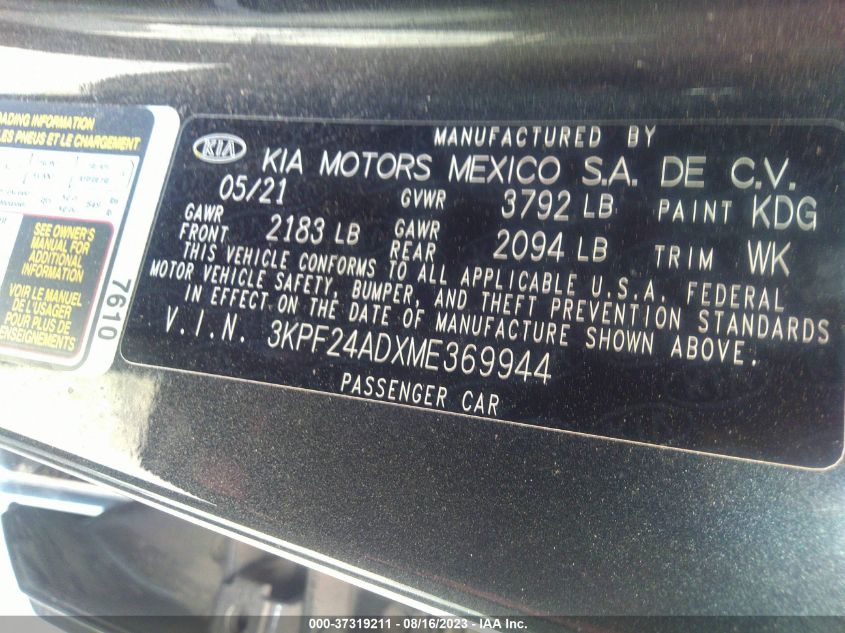 ADING INFORMATION
LES PNEUS ET LE CHARGEMENT
SEE OWNER'S
MANUAL FOR
ADDITIONAL
INFORMATION
VOIR LE MANUEL
DE L'USAGER
POUR PLUS DE
RENSEIGNEMENTS
7610
MANUFACTURED BY
KIA KIA MOTORS MEXICO S.A. DE C.V.
05/21 GVWR 3792 LB PAINT KDG
GAWR FRONT 2183 LB GAWR REAR 2094 LB TRIM WK
THIS VEHICLE CONFORMS TO ALL APPLICABLE U.S.A. FEDERAL
MOTOR VEHICLE SAFETY, BUMPER, AND THEFT PREVENTION STANDARDS
IN EFFECT ON THE DATE OF MANUFACTURE SHOWN ABOVE.
V.I.N. 3KPF24ADXME369944
PASSENGER CAR
000-37319211 - 08/16/2023 - IAA Inc.